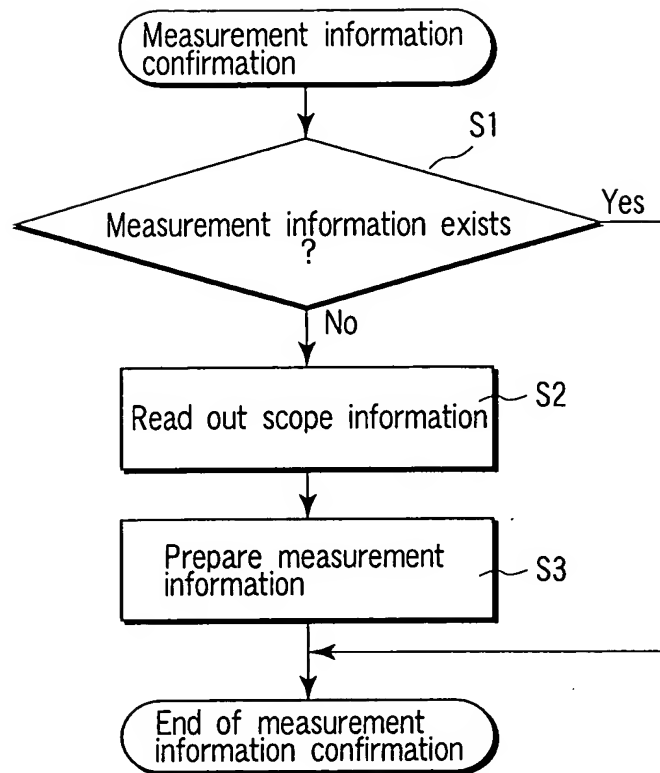 Measurement information
confirmation
S1
Measurement information exists
?
Yes
No
Read out scope information
S2
Prepare measurement
information
S3
End of measurement
information confirmation